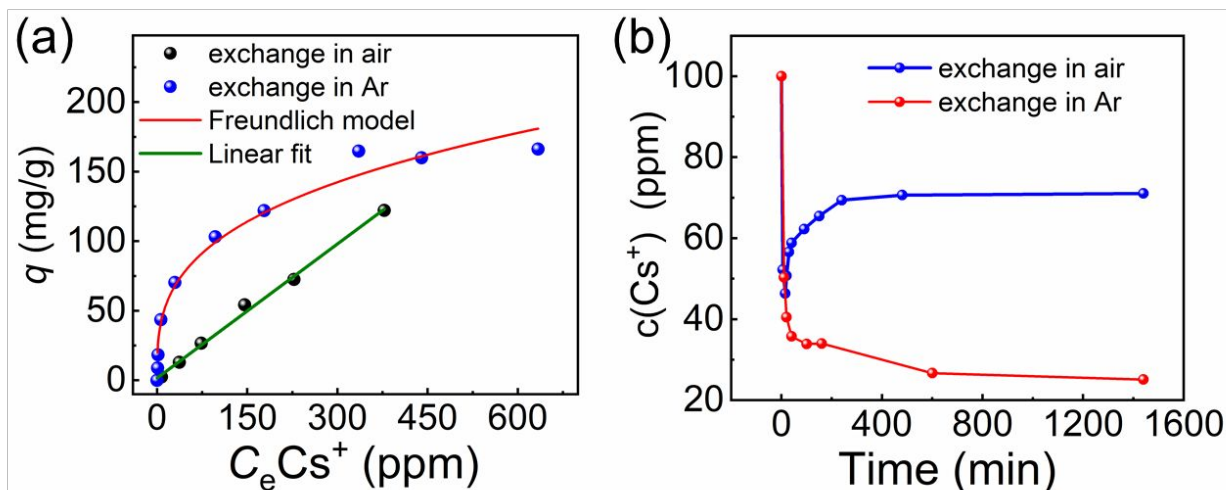 (a)
exchange in air
exchange in Ar
Freundlich model
Linear fit
q (mg/g)
200
150
100
50
0
0 150 300 450 600
CₑCs⁺ (ppm)
(b)
exchange in air
exchange in Ar
c(Cs⁺) (ppm)
100
80
60
40
20
0 400 800 1200 1600
Time (min)